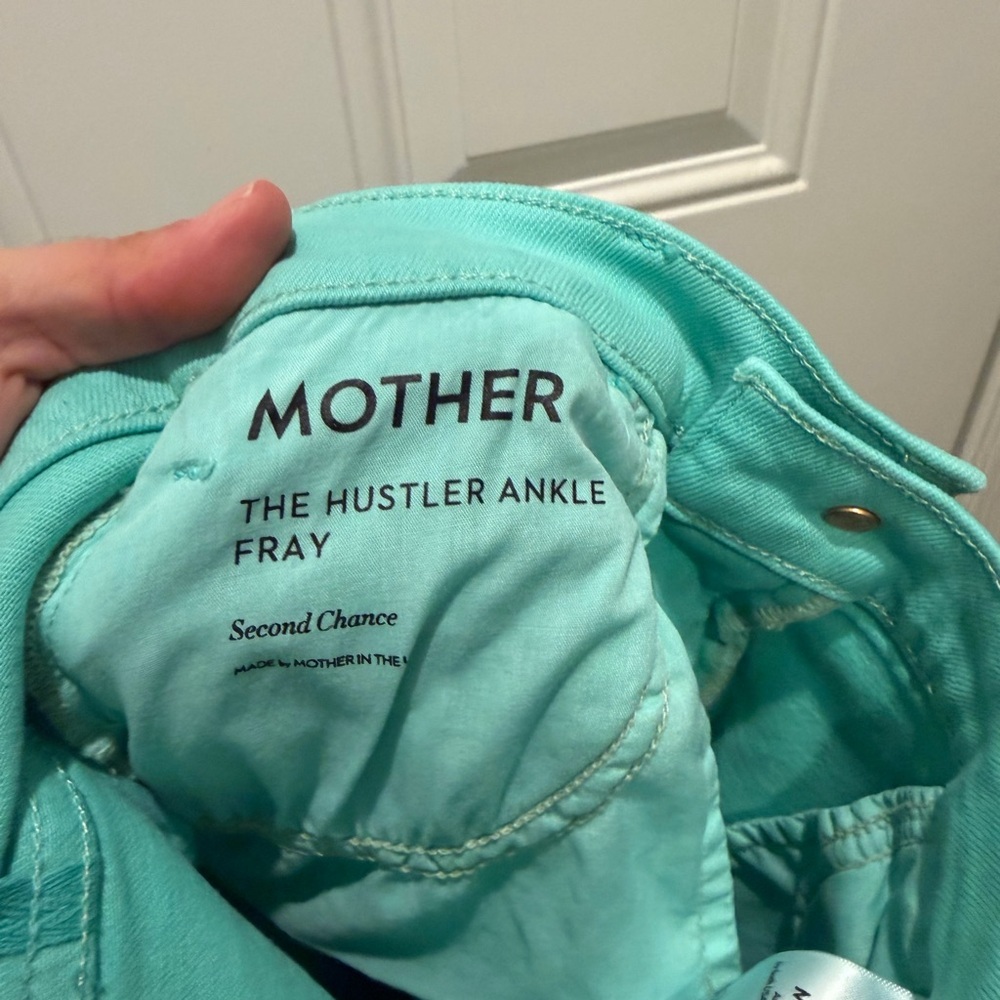 MOTHER
THE HUSTLER ANKLE
FRAY
Second Chance
MADE by MOTHER IN THE